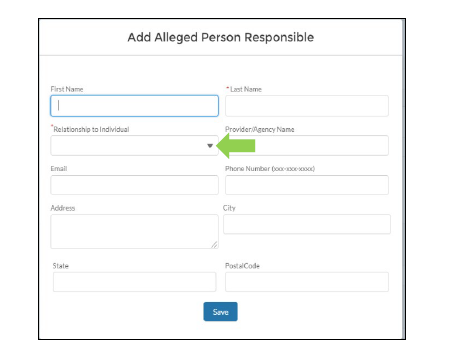 Add Alleged Person Responsible
First Name
*Last Name
*Relationship to Individual
Provider/Agency Name
Email
Phone Number (xxx-xxx-xxxx)
Address
City
State
PostalCode
Save